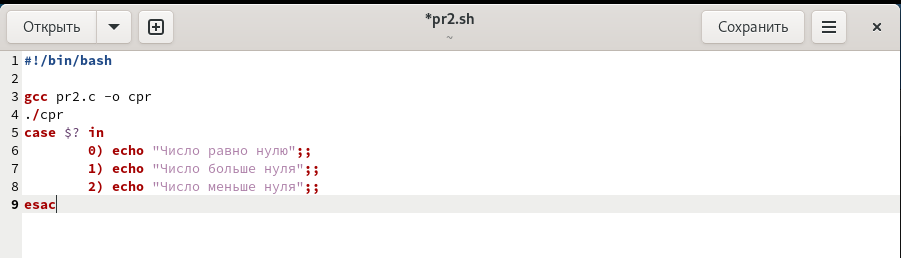 Открыть
*pr2.sh
~
Сохранить
1 #!/bin/bash
2
3 gcc pr2.c -o cpr
4 ./cpr
5 case $? in
6 0) echo "Число равно нулю";;
7 1) echo "Число больше нуля";;
8 2) echo "Число меньше нуля";;
9 esac